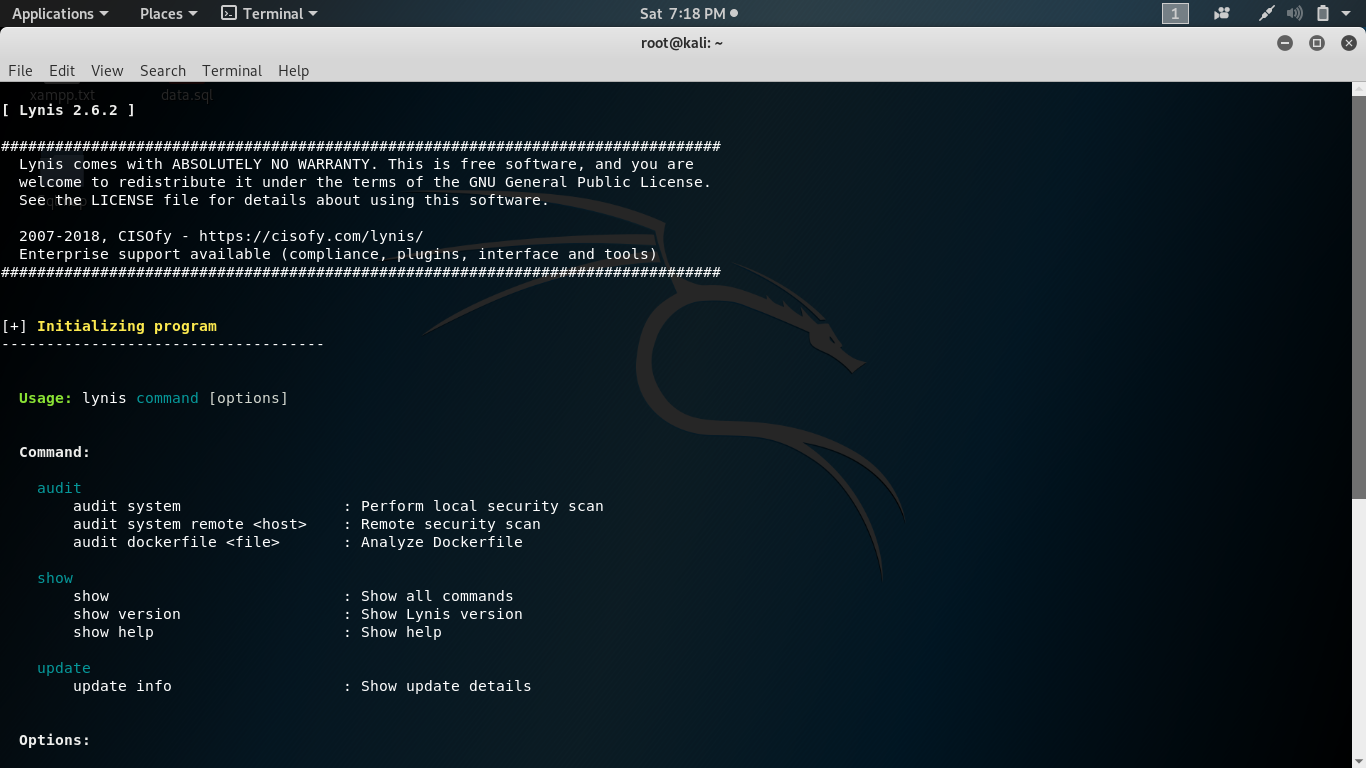 Applications Places Terminal Sat 7:18 PM 1
root@kali: ~
File Edit View Search Terminal Help
xampp.txt data.sql
[ Lynis 2.6.2 ]
################################################################################
Lynis comes with ABSOLUTELY NO WARRANTY. This is free software, and you are
welcome to redistribute it under the terms of the GNU General Public License.
See the LICENSE file for details about using this software.
2007-2018, CISOfy - https://cisofy.com/lynis/
Enterprise support available (compliance, plugins, interface and tools)
################################################################################
[+] Initializing program
------------------------------------
Usage: lynis command [options]
Command:
audit
audit system : Perform local security scan
audit system remote <host> : Remote security scan
audit dockerfile <file> : Analyze Dockerfile
show
show : Show all commands
show version : Show Lynis version
show help : Show help
update
update info : Show update details
Options: